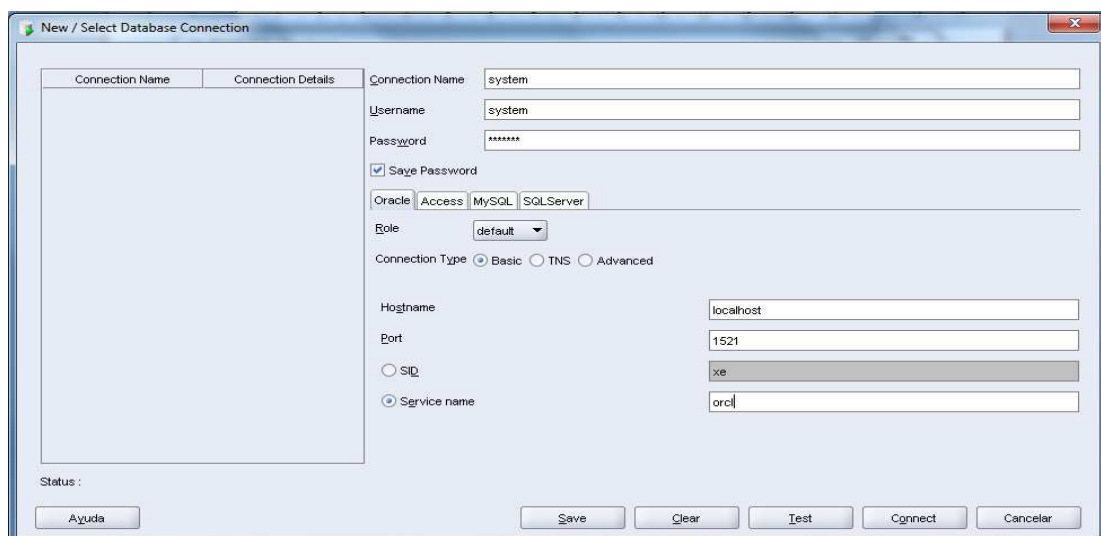 New / Select Database Connection
Connection Name Connection Details
Connection Name system
Username system
Password *******
Save Password
Oracle Access MySQL SQLServer
Role default
Connection Type Basic TNS Advanced
Hostname localhost
Port 1521
SID xe
Service name orcl
Status :
Ayuda Save Clear Test Connect Cancelar